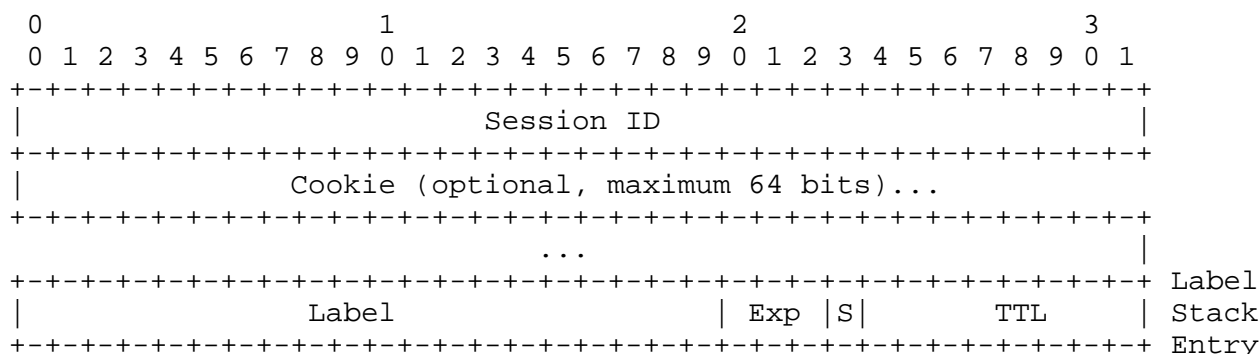 0                   1                   2                   3
 0 1 2 3 4 5 6 7 8 9 0 1 2 3 4 5 6 7 8 9 0 1 2 3 4 5 6 7 8 9 0 1
+-+-+-+-+-+-+-+-+-+-+-+-+-+-+-+-+-+-+-+-+-+-+-+-+-+-+-+-+-+-+-+-+
|                          Session ID                           |
+-+-+-+-+-+-+-+-+-+-+-+-+-+-+-+-+-+-+-+-+-+-+-+-+-+-+-+-+-+-+-+-+
|               Cookie (optional, maximum 64 bits)...
+-+-+-+-+-+-+-+-+-+-+-+-+-+-+-+-+-+-+-+-+-+-+-+-+-+-+-+-+-+-+-+-+
                              ...                                |
+-+-+-+-+-+-+-+-+-+-+-+-+-+-+-+-+-+-+-+-+-+-+-+-+-+-+-+-+-+-+-+-+ Label
|                Label                  | Exp |S|       TTL     | Stack
+-+-+-+-+-+-+-+-+-+-+-+-+-+-+-+-+-+-+-+-+-+-+-+-+-+-+-+-+-+-+-+-+ Entry